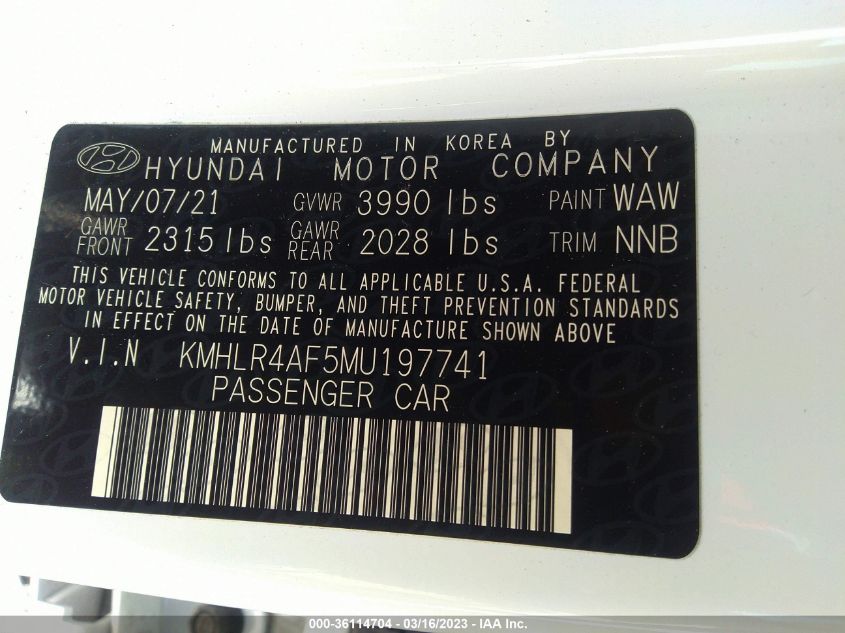 MANUFACTURED IN KOREA BY
HYUNDAI MOTOR COMPANY
MAY/07/21 GVWR 3990 lbs PAINT WAW
GAWR FRONT 2315 lbs GAWR REAR 2028 lbs TRIM NNB
THIS VEHICLE CONFORMS TO ALL APPLICABLE U.S.A. FEDERAL
MOTOR VEHICLE SAFETY, BUMPER, AND THEFT PREVENTION STANDARDS
IN EFFECT ON THE DATE OF MANUFACTURE SHOWN ABOVE
V.I.N KMHLR4AF5MU197741
PASSENGER CAR
000-36114704 - 03/16/2023 - © IAA Inc.